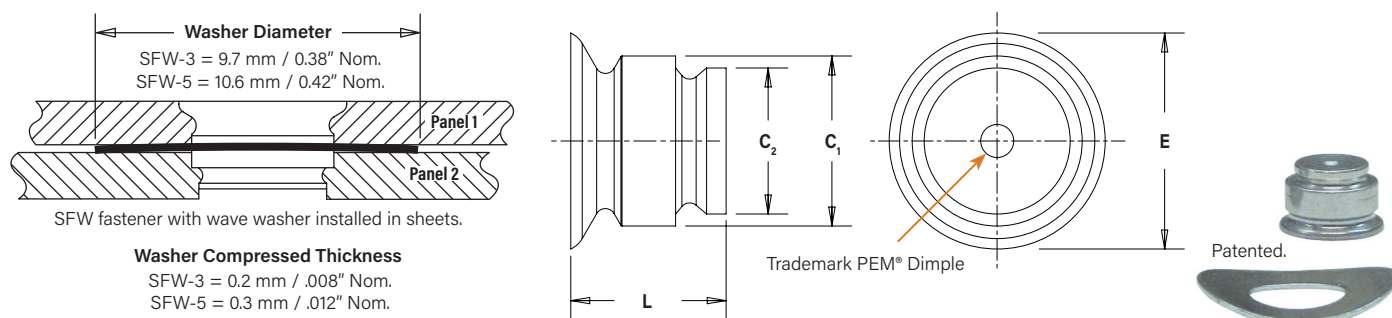 Washer Diameter
SFW-3 = 9.7 mm / 0.38" Nom.
SFW-5 = 10.6 mm / 0.42" Nom.
Panel 1
Panel 2
SFW fastener with wave washer installed in sheets.
Washer Compressed Thickness
SFW-3 = 0.2 mm / .008" Nom.
SFW-5 = 0.3 mm / .012" Nom.
C₂
C₁
L
E
Trademark PEM® Dimple
Patented.